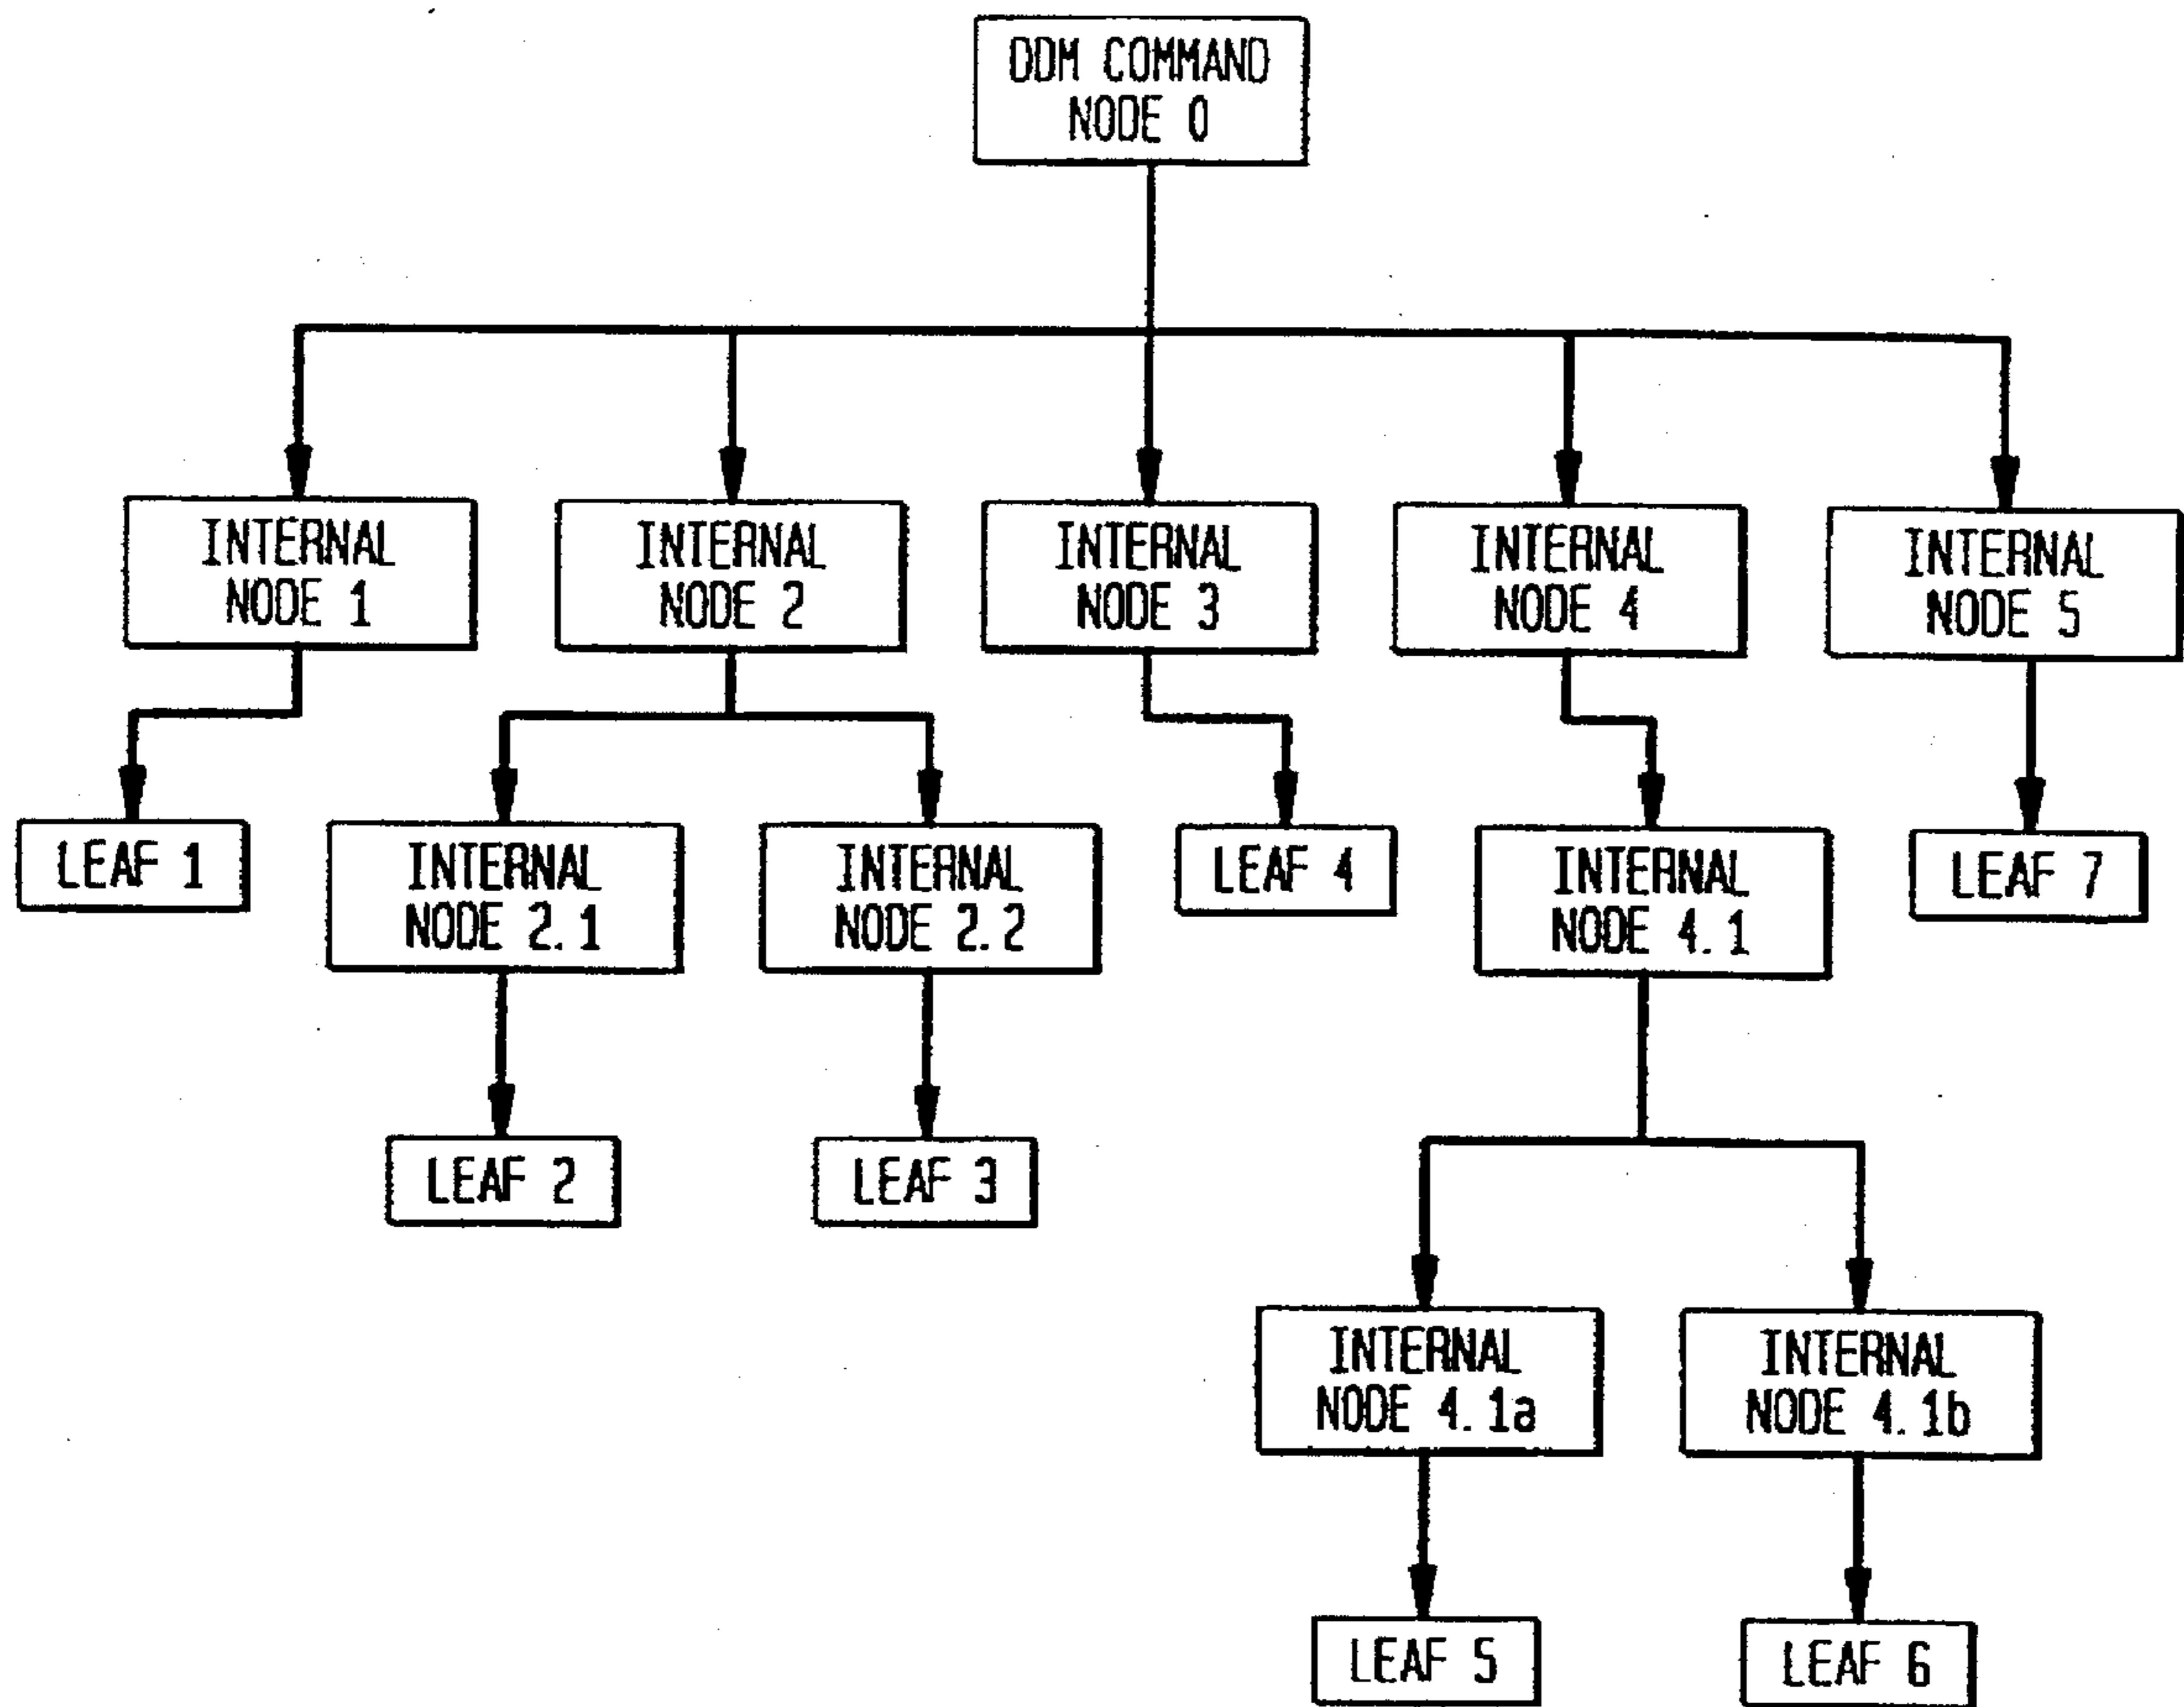 DDM COMMAND
NODE 0
INTERNAL
NODE 1
INTERNAL
NODE 2
INTERNAL
NODE 3
INTERNAL
NODE 4
INTERNAL
NODE 5
LEAF 1
INTERNAL
NODE 2.1
INTERNAL
NODE 2.2
LEAF 4
INTERNAL
NODE 4.1
LEAF 7
LEAF 2
LEAF 3
INTERNAL
NODE 4.1a
INTERNAL
NODE 4.1b
LEAF 5
LEAF 6